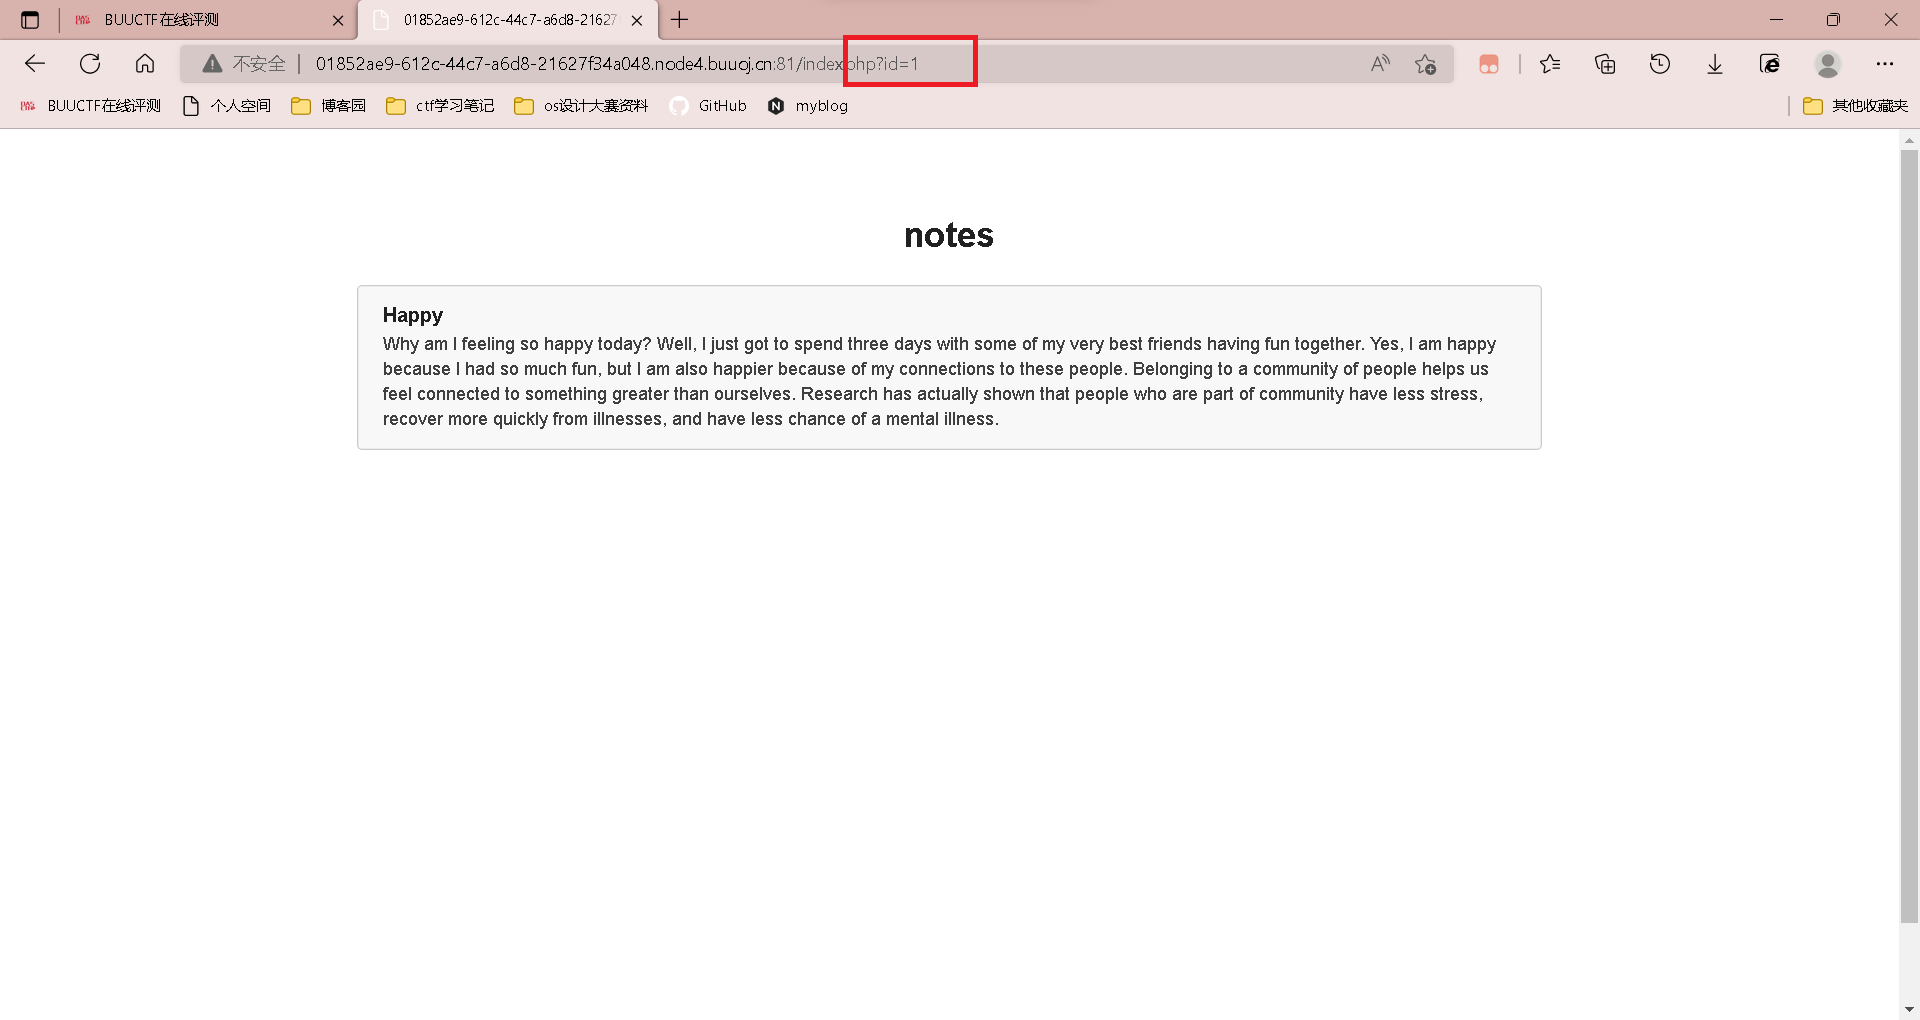 BUUCTF在线评测
01852ae9-612c-44c7-a6d8-21627
不安全
01852ae9-612c-44c7-a6d8-21627f34a048.node4.buuoj.cn:81/index.php?id=1
BUUCTF在线评测 个人空间 博客园 ctf学习笔记 os设计大赛资料 GitHub myblog 其他收藏夹
notes
Happy
Why am I feeling so happy today? Well, I just got to spend three days with some of my very best friends having fun together. Yes, I am happy
because I had so much fun, but I am also happier because of my connections to these people. Belonging to a community of people helps us
feel connected to something greater than ourselves. Research has actually shown that people who are part of community have less stress,
recover more quickly from illnesses, and have less chance of a mental illness.